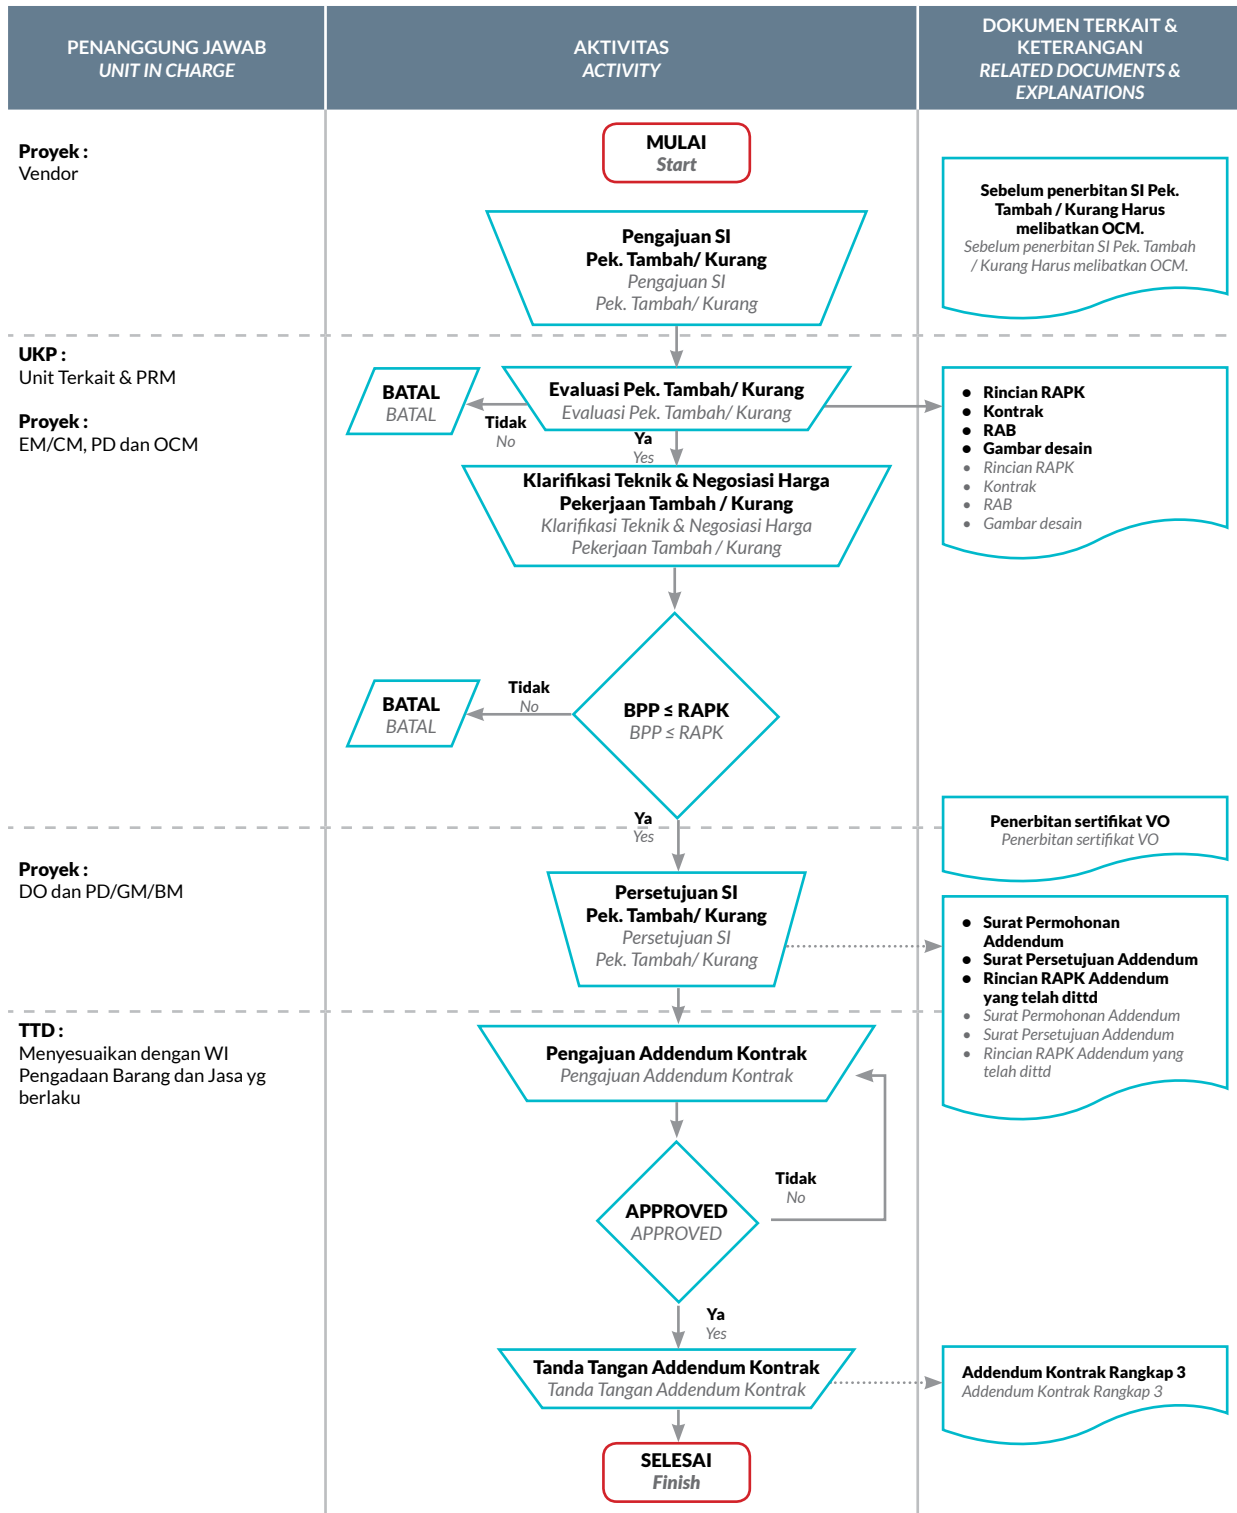 PENANGGUNG JAWAB
UNIT IN CHARGE
AKTIVITAS
ACTIVITY
DOKUMEN TERKAIT &
KETERANGAN
RELATED DOCUMENTS &
EXPLANATIONS
Proyek :
Vendor
MULAI
Start
Pengajuan SI
Pek. Tambah/ Kurang
Pengajuan SI
Pek. Tambah/ Kurang
Sebelum penerbitan SI Pek.
Tambah / Kurang Harus
melibatkan OCM.
Sebelum penerbitan SI Pek. Tambah
/ Kurang Harus melibatkan OCM.
UKP :
Unit Terkait & PRM
Proyek :
EM/CM, PD dan OCM
BATAL
BATAL
Tidak
No
Evaluasi Pek. Tambah/ Kurang
Evaluasi Pek. Tambah/ Kurang
Ya
Yes
Klarifikasi Teknik & Negosiasi Harga
Pekerjaan Tambah / Kurang
Klarifikasi Teknik & Negosiasi Harga
Pekerjaan Tambah / Kurang
● Rincian RAPK
● Kontrak
● RAB
● Gambar desain
● Rincian RAPK
● Kontrak
● RAB
● Gambar desain
BATAL
BATAL
Tidak
No
BPP ≤ RAPK
BPP ≤ RAPK
Ya
Yes
Penerbitan sertifikat VO
Penerbitan sertifikat VO
Proyek :
DO dan PD/GM/BM
Persetujuan SI
Pek. Tambah/ Kurang
Persetujuan SI
Pek. Tambah/ Kurang
● Surat Permohonan
Addendum
● Surat Persetujuan Addendum
● Rincian RAPK Addendum
yang telah dittd
● Surat Permohonan Addendum
● Surat Persetujuan Addendum
● Rincian RAPK Addendum yang
telah dittd
TTD :
Menyesuaikan dengan WI
Pengadaan Barang dan Jasa yg
berlaku
Pengajuan Addendum Kontrak
Pengajuan Addendum Kontrak
APPROVED
APPROVED
Tidak
No
Ya
Yes
Tanda Tangan Addendum Kontrak
Tanda Tangan Addendum Kontrak
Addendum Kontrak Rangkap 3
Addendum Kontrak Rangkap 3
SELESAI
Finish